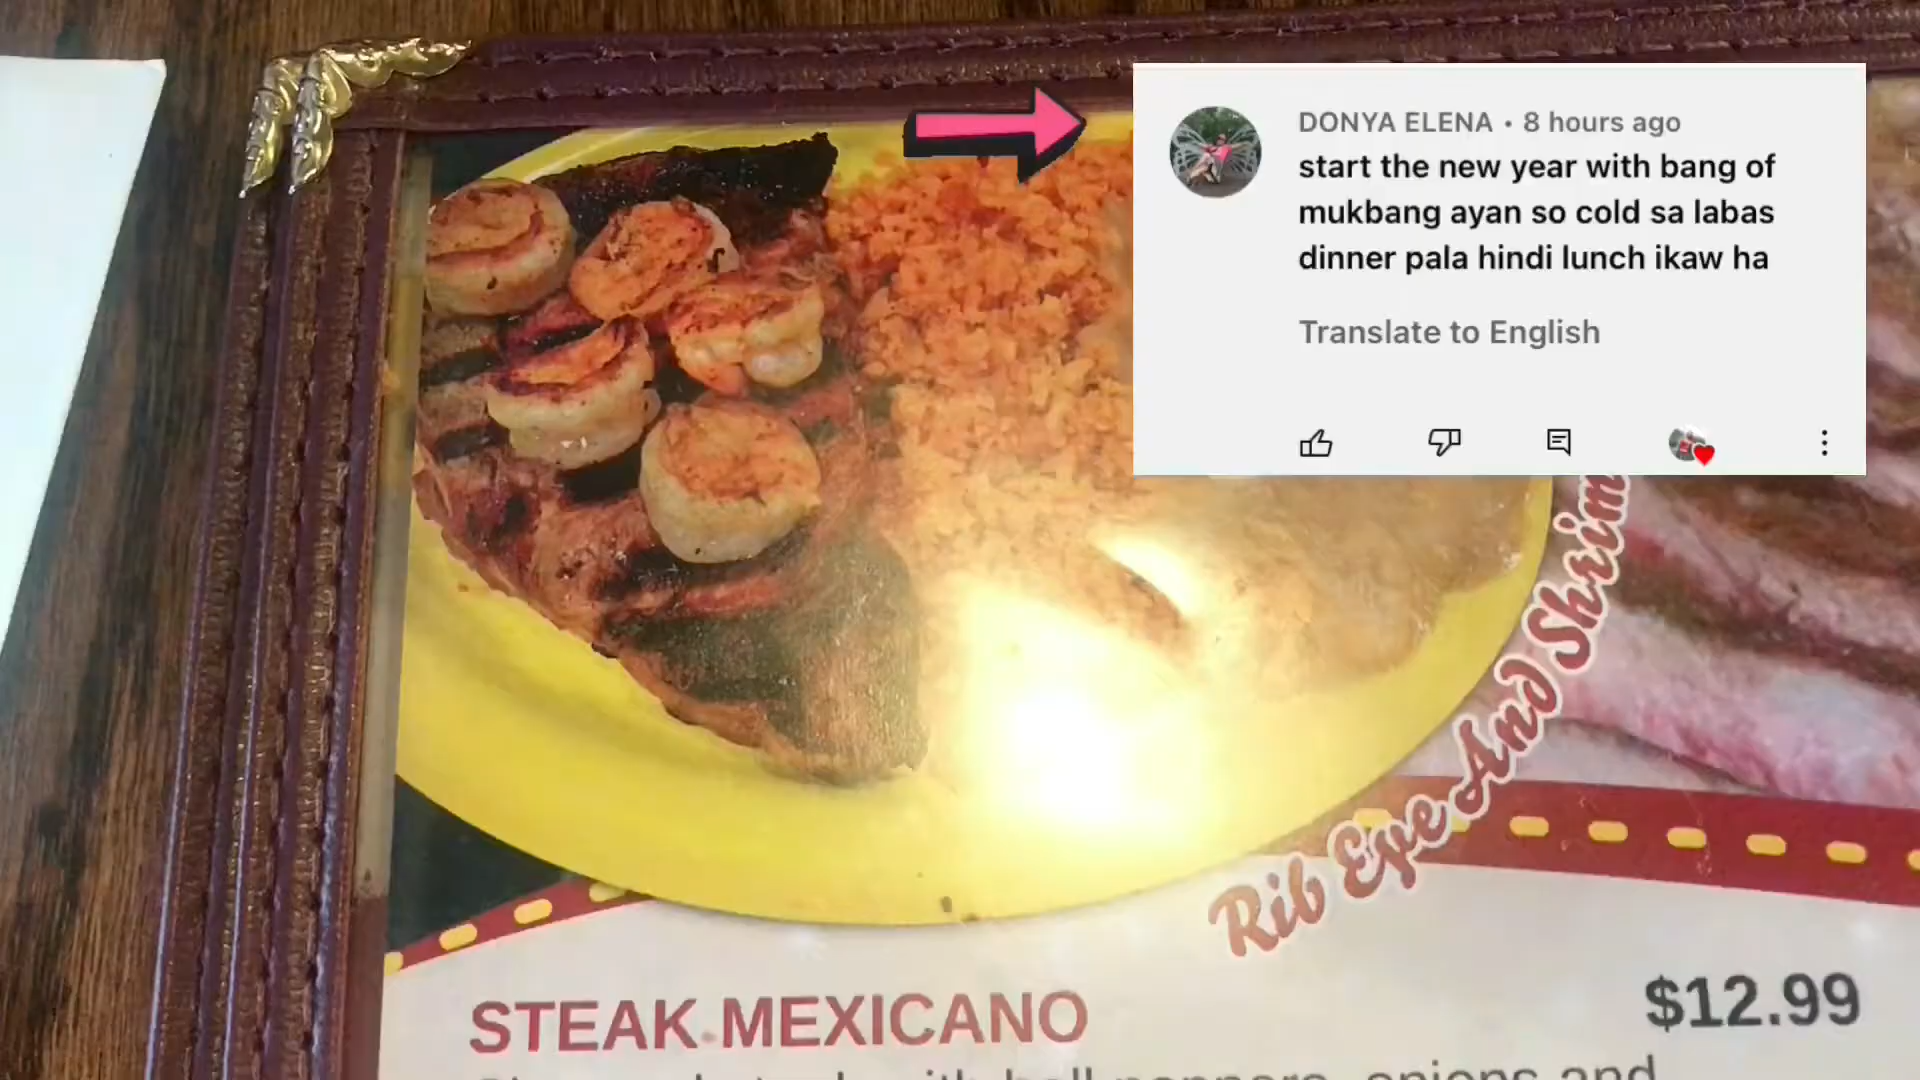 DONYA ELENA • 8 hours ago
start the new year with bang of
mukbang ayan so cold sa labas
dinner pala hindi lunch ikaw ha
Translate to English
Rib Eye And
STEAK MEXICANO
$12.99